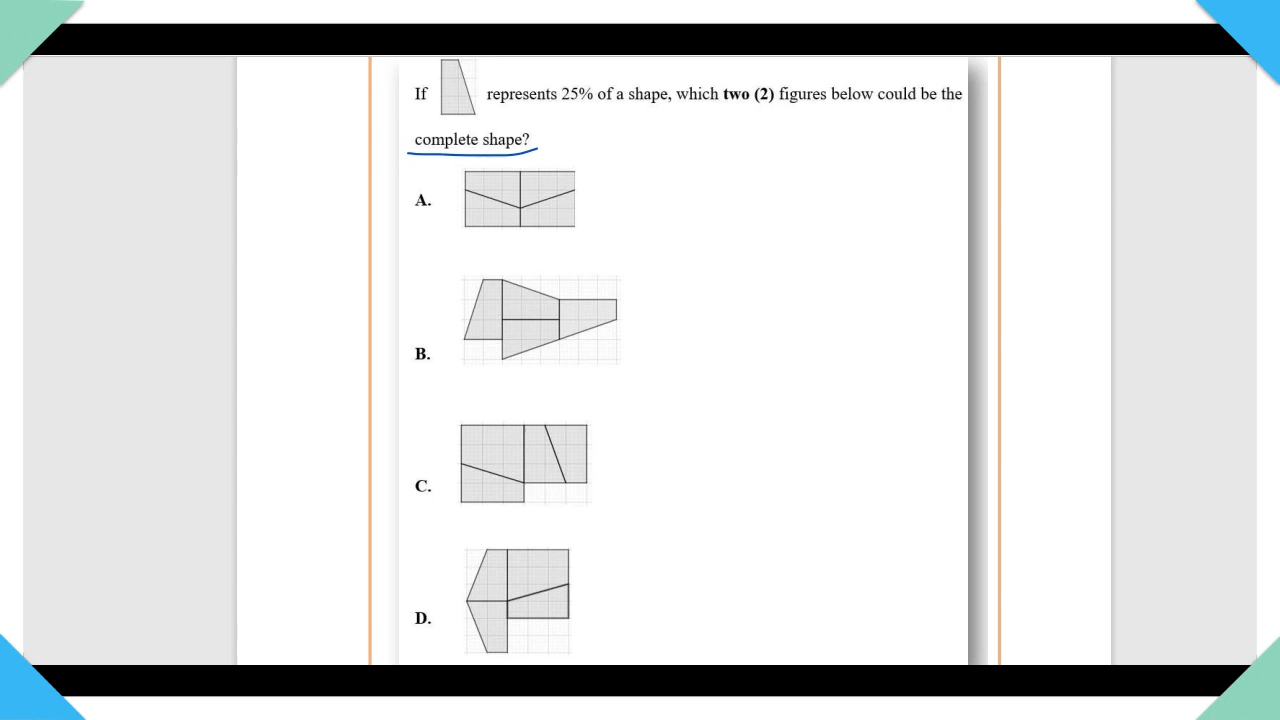 If represents 25% of a shape, which two (2) figures below could be the
complete shape?
A.
B.
C.
D.